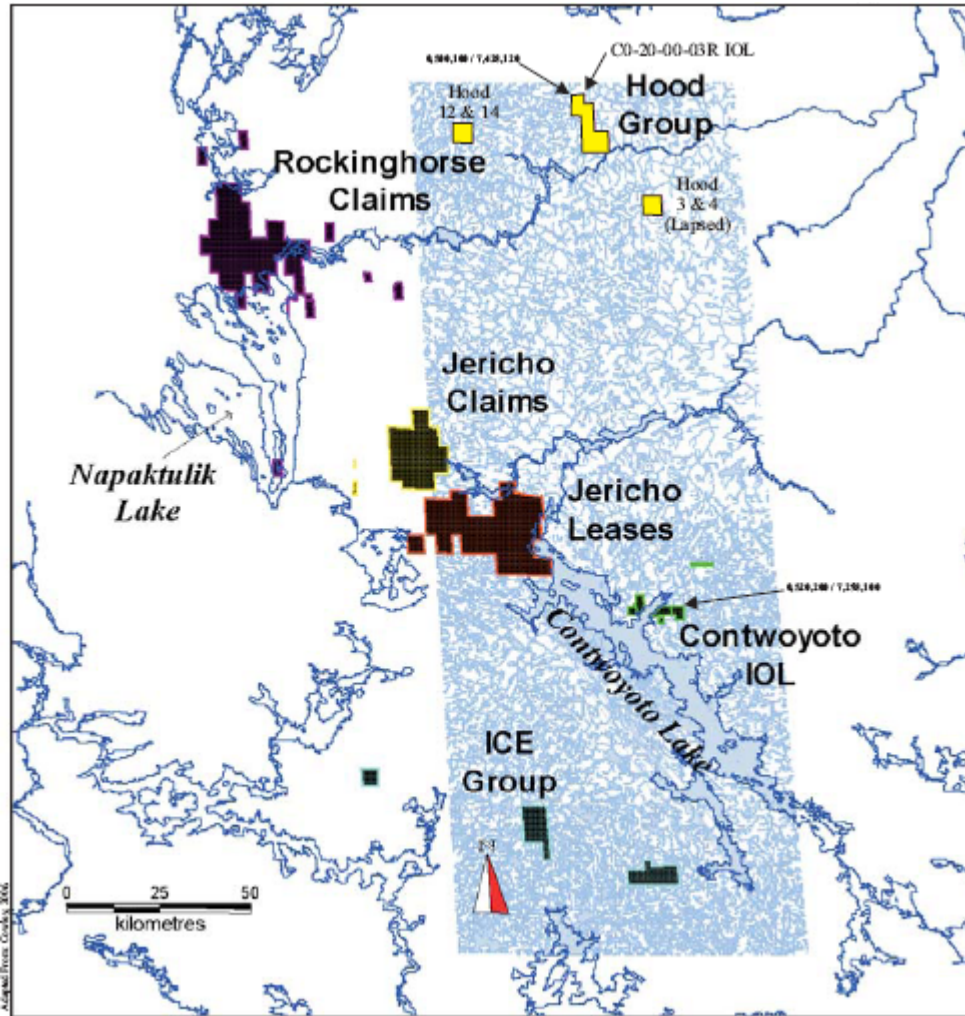 C0-20-00-03R IOL
Hood
Group
Hood
12 & 14
Rockinghorse
Claims
Hood
3 & 4
(Lapsed)
Jericho
Claims
Napaktulik
Lake
Jericho
Leases
Contwoyoto
IOL
Contwoyoto Lake
ICE
Group
0 25 50
kilometres